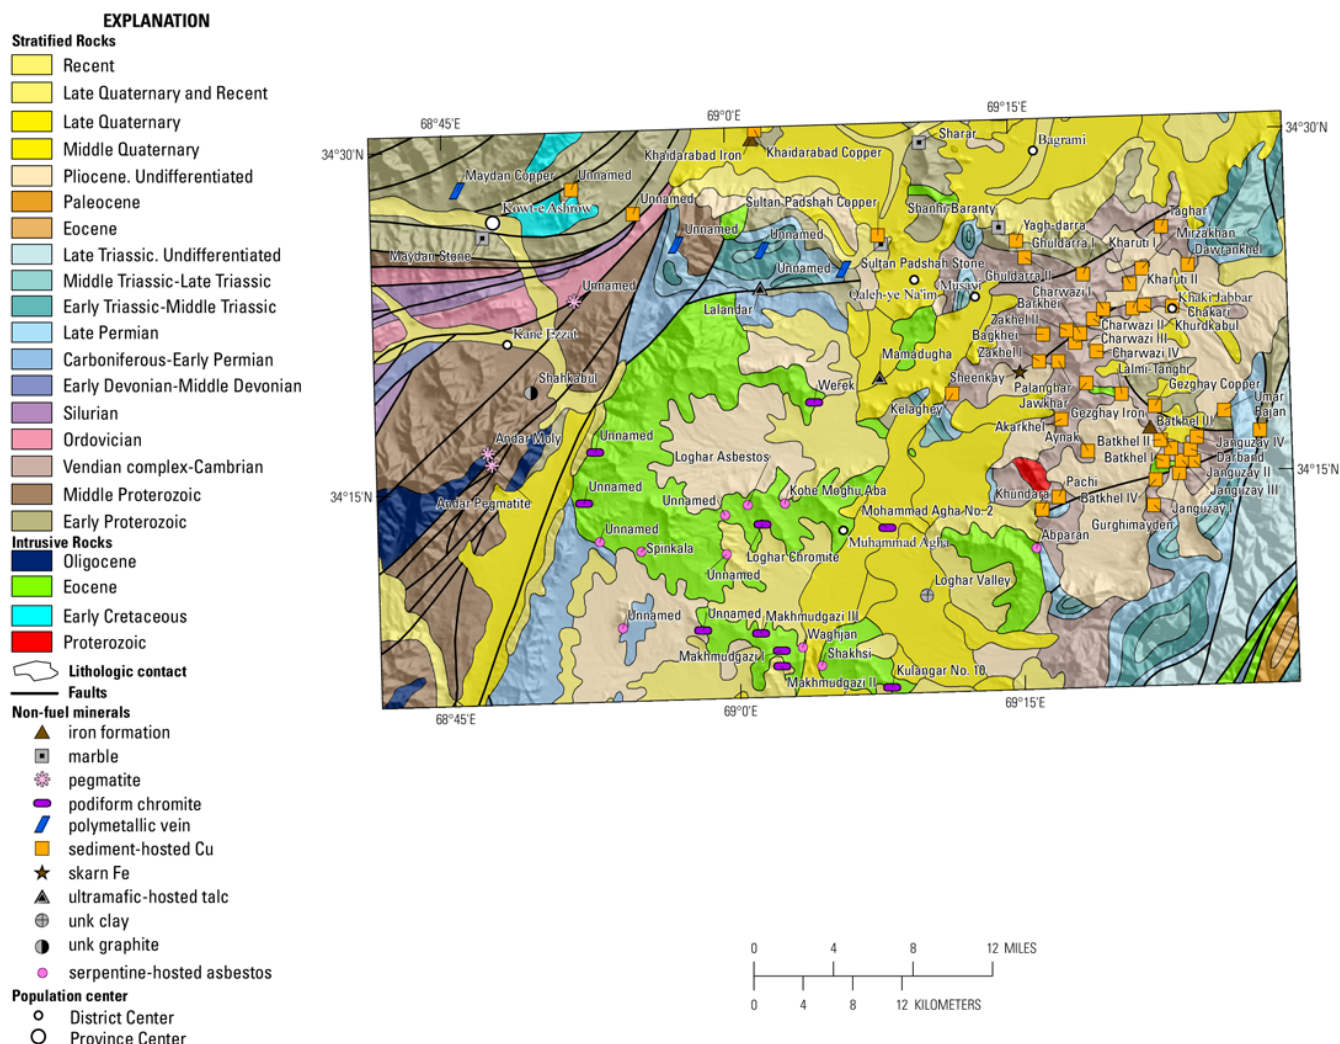 EXPLANATION
Stratified Rocks
Recent
Late Quaternary and Recent
Late Quaternary
Middle Quaternary
Pliocene. Undifferentiated
Paleocene
Eocene
Late Triassic. Undifferentiated
Middle Triassic-Late Triassic
Early Triassic-Middle Triassic
Late Permian
Carboniferous-Early Permian
Early Devonian-Middle Devonian
Silurian
Ordovician
Vendian complex-Cambrian
Middle Proterozoic
Early Proterozoic
Intrusive Rocks
Oligocene
Eocene
Early Cretaceous
Proterozoic
Lithologic contact
Faults
Non-fuel minerals
iron formation
marble
pegmatite
podiform chromite
polymetallic vein
sediment-hosted Cu
skarn Fe
ultramafic-hosted talc
unk clay
unk graphite
serpentine-hosted asbestos
Population center
District Center
Province Center
68°45'E
69°0'E
69°15'E
34°30'N
34°30'N
Sharar
Bagrami
Khaidarabad Iron
Khaidarabad Copper
Maydan Copper
Unnamed
Kowt-e Ashrow
Unnamed
Sultan Padshah Copper
Shanhi-Baranty
Taghar
Yagh-darra
Mirzakhan
Unnamed
Unnamed
Ghuldarra I
Kharuti I
Dawrankhel
Maydan Stone
Unnamed
Sultan Padshah Stone
Ghuldarra II
Kharuti II
Unnamed
Qaleh-ye Na'im
Musavi
Charwazi I
Khaki Jabbar
Lalandar
Barkhei
Chakari
Zakhel II
Charwazi II
Khurdkabul
Kane Ezzat
Bagkhei
Charwazi III
Mamadugha
Zakhel I
Charwazi IV
Lalmi-Tanghi
Shahkabul
Werek
Sheenkay
Palanghar
Gezghay Copper
Jawkhar
Umar
Kelaghey
Gezghay Iron
Batkhel III
Bajan
Akarkhel
Andar Moly
Unnamed
Aynak
Batkhel II
Janguzay IV
Loghar Asbestos
Batkhel I
Darband
34°15'N
Janguzay II
34°15'N
Unnamed
Kohe Moghu Aba
Pachi
Janguzay III
Andar Pegmatite
Unnamed
Khundara
Batkhel IV
Janguzay I
Mohammad Agha No. 2
Gurghimayden
Unnamed
Muhammad Agha
Abparan
Spinkala
Loghar Chromite
Unnamed
Loghar Valley
Unnamed
Unnamed
Makhmudgazi III
Waghjan
Makhmudgazi I
Shakhsi
Kulangar No. 10
Makhmudgazi II
68°45'E
69°0'E
69°15'E
0 4 8 12 MILES
0 4 8 12 KILOMETERS